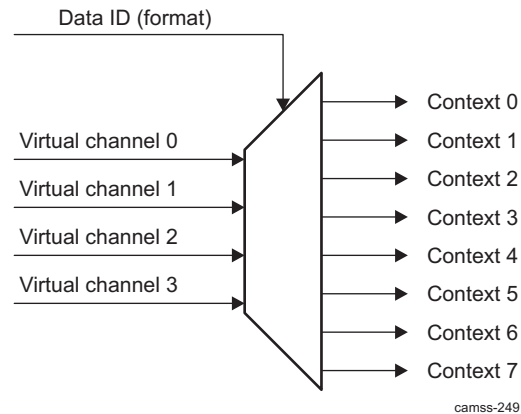 Data ID (format)
Virtual channel 0
Virtual channel 1
Virtual channel 2
Virtual channel 3
Context 0
Context 1
Context 2
Context 3
Context 4
Context 5
Context 6
Context 7
camss-249